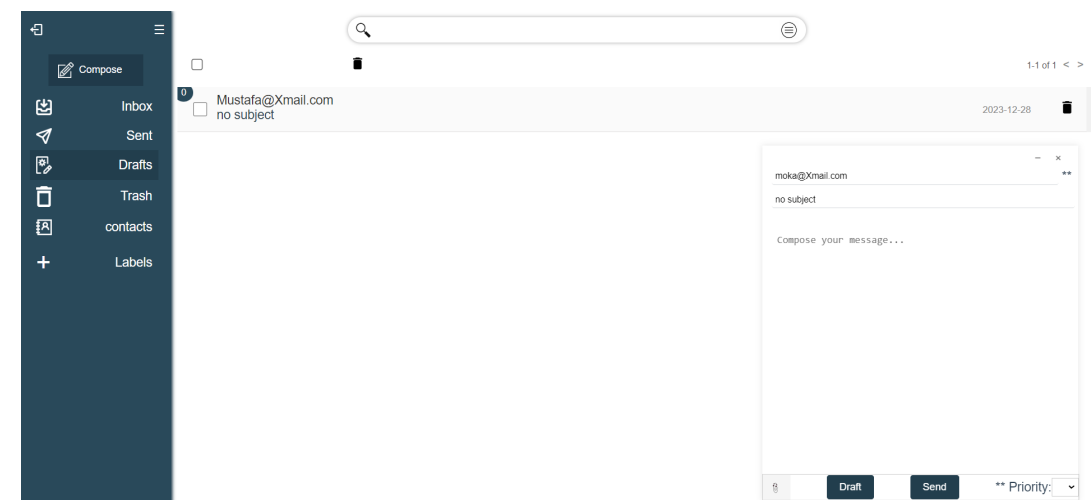 Compose
1-1 of 1 < >
0
Mustafa@Xmail.com
no subject
2023-12-28
Inbox
Sent
Drafts
Trash
contacts
Labels
− ×
moka@Xmail.com **
no subject
Compose your message...
Draft Send ** Priority: